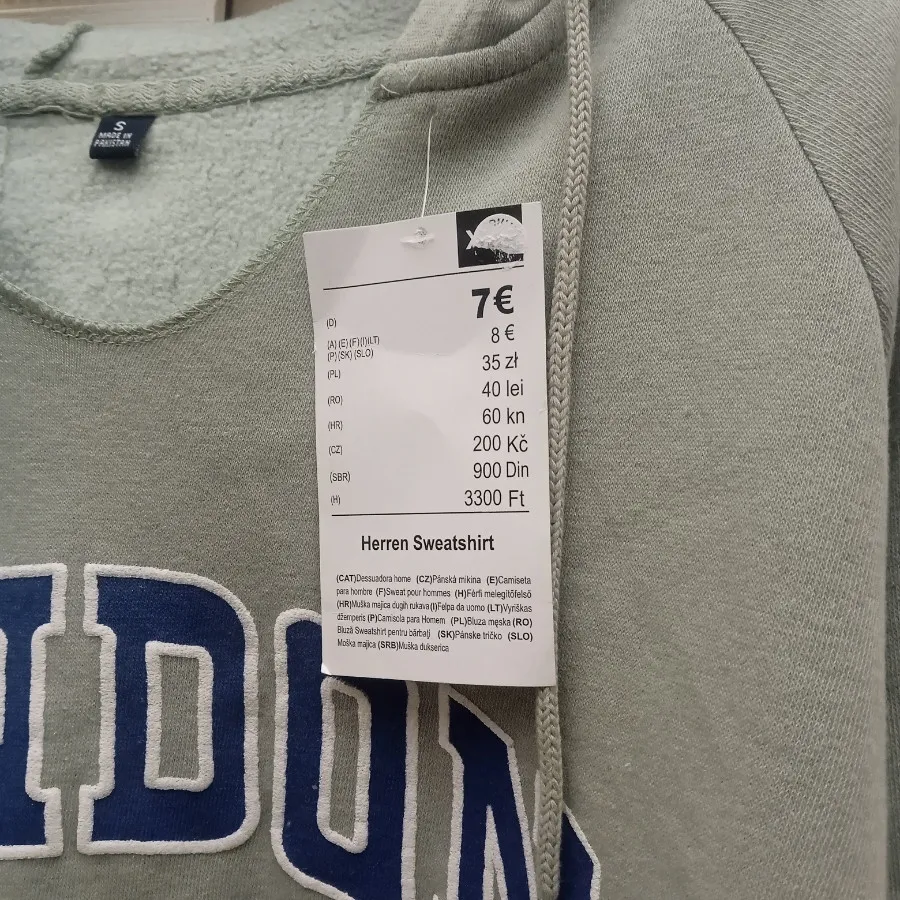 S
MADE IN
PAKISTAN
7€
(D)
8 €
(A) (E) (F) (I) (LT)
(P) (SK) (SLO)
35 zł
(PL)
40 lei
(RO)
60 kn
(HR)
200 Kč
(CZ)
900 Din
(SBR)
3300 Ft
(H)
Herren Sweatshirt
(CAT)Dessuadora home (CZ)Pánská mikina (E)Camiseta
para hombre (F)Sweat pour hommes (H)Férfi melegítőfelső
(HR)Muška majica dugih rukava(I)Felpa da uomo (LT)Vyriškas
džemperis (P)Camisola para Homem (PL)Bluza męska (RO)
Bluză Sweatshirt pentru bărbaţi (SK)Pánske tričko (SLO)
Moška majica (SRB)Muška dukserica